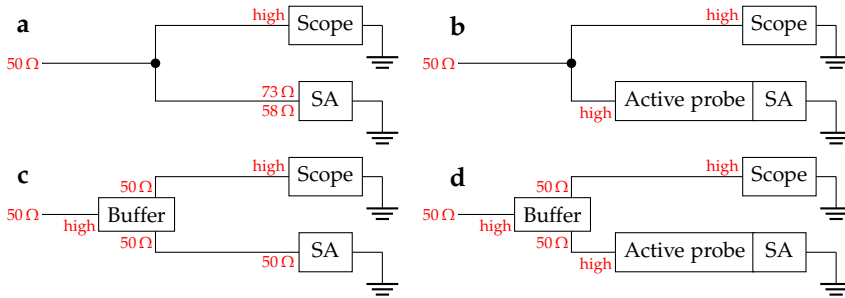 a
high
Scope
50 Ω
73 Ω
58 Ω
SA
b
high
Scope
50 Ω
high
Active probe
SA
c
50 Ω
high
Scope
50 Ω
high
Buffer
50 Ω
50 Ω
SA
d
50 Ω
high
Scope
50 Ω
high
Buffer
50 Ω
high
Active probe
SA